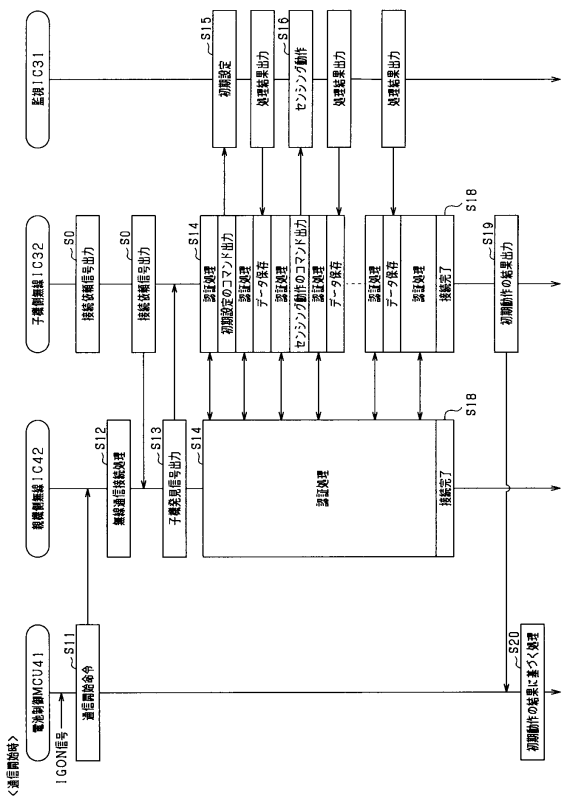 <通信開始時>
電池制御MCU41
親機側無線IC42
子機側無線IC32
監視IC31
IGON信号
S11
通信開始命令
S0
接続依頼信号出力
S12
無線通信接続処理
S0
接続依頼信号出力
S13
子機発見信号出力
S14
認証処理
S14
認証処理
初期設定のコマンド出力
認証処理
データ保存
認証処理
センシング動作のコマンド出力
認証処理
データ保存
認証処理
データ保存
認証処理
接続完了
S18
接続完了
S18
S15
初期設定
処理結果出力
S16
センシング動作
処理結果出力
処理結果出力
S19
初期動作の結果出力
S20
初期動作の結果に基づく処理